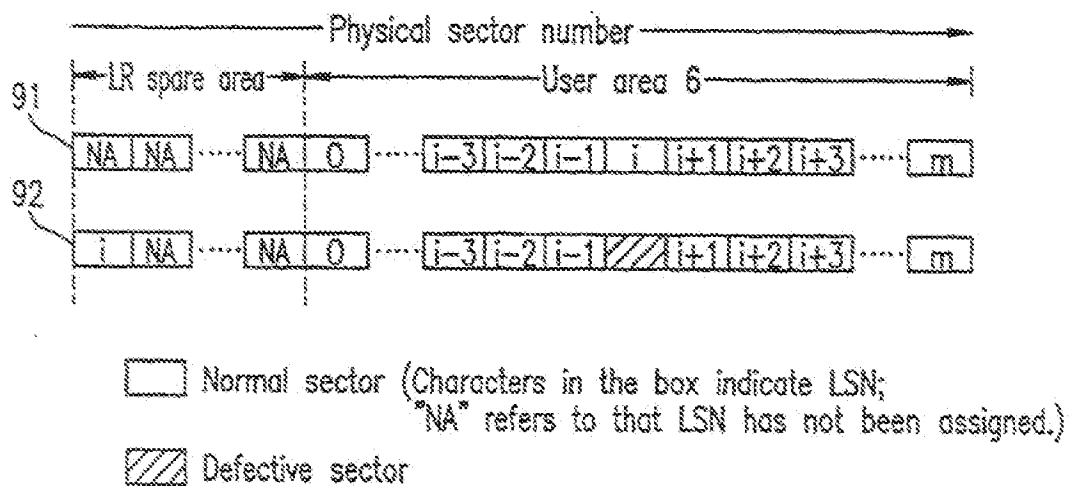 Physical sector number
LR spare area User area 6
91
NA NA ····· NA 0 ····· i-3 i-2 i-1 i i+1 i+2 i+3 ····· m
92
i NA ····· NA 0 ····· i-3 i-2 i-1 i+1 i+2 i+3 ····· m
Normal sector (Characters in the box indicate LSN;
"NA" refers to that LSN has not been assigned.)
Defective sector